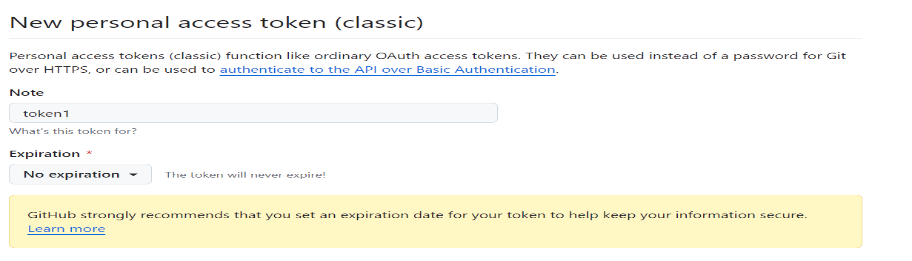 New personal access token (classic)
Personal access tokens (classic) function like ordinary OAuth access tokens. They can be used instead of a password for Git
over HTTPS, or can be used to authenticate to the API over Basic Authentication.
Note
token1
What's this token for?
Expiration *
No expiration The token will never expire!
GitHub strongly recommends that you set an expiration date for your token to help keep your information secure.
Learn more